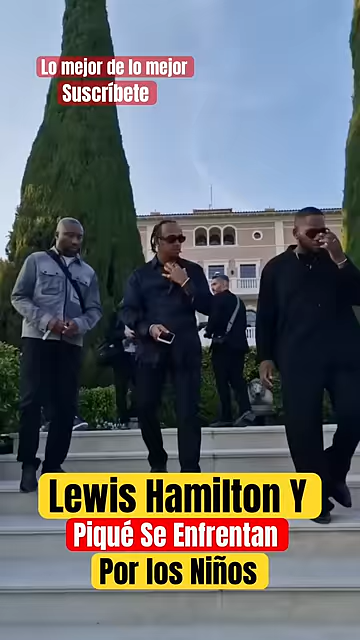 Lo mejor de lo mejor
Suscríbete
Lewis Hamilton Y
Piqué Se Enfrentan
Por los Niños